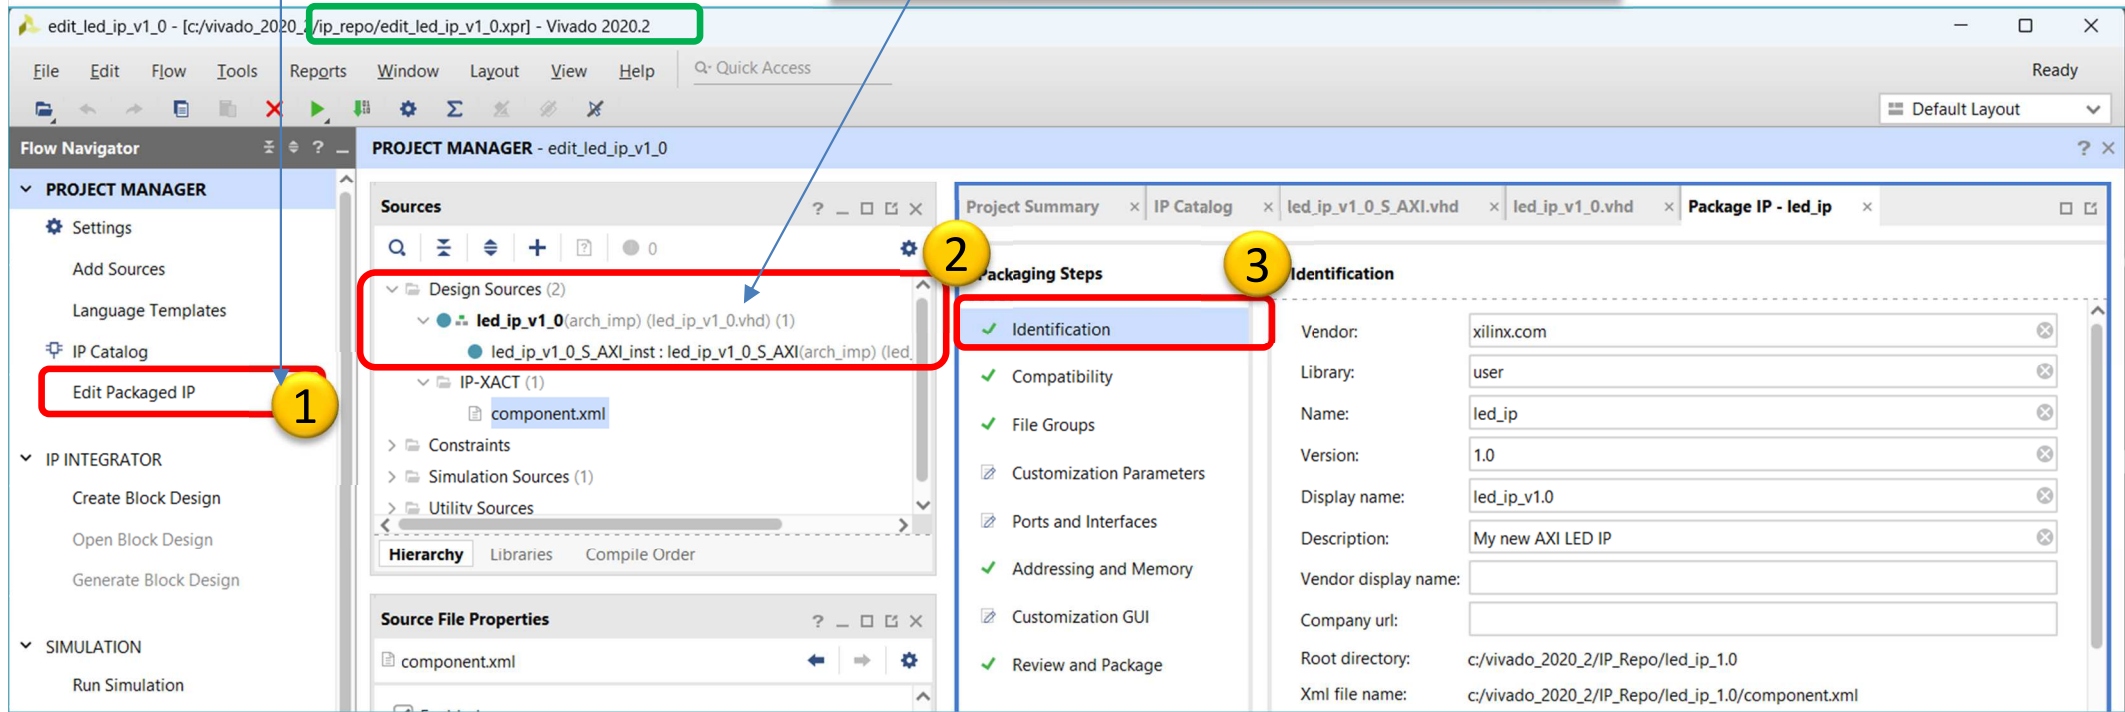 edit_led_ip_v1_0 - [c:/vivado_2020_2/ip_repo/edit_led_ip_v1_0.xpr] - Vivado 2020.2
File Edit Flow Tools Reports Window Layout View Help Quick Access Ready
Default Layout
Flow Navigator
PROJECT MANAGER - edit_led_ip_v1_0
PROJECT MANAGER
Settings
Add Sources
Language Templates
IP Catalog
Edit Packaged IP
1
IP INTEGRATOR
Create Block Design
Open Block Design
Generate Block Design
SIMULATION
Run Simulation
Sources
0
2
Design Sources (2)
led_ip_v1_0(arch_imp) (led_ip_v1_0.vhd) (1)
led_ip_v1_0_S_AXI_inst : led_ip_v1_0_S_AXI(arch_imp) (led_
IP-XACT (1)
component.xml
Constraints
Simulation Sources (1)
Utility Sources
Hierarchy Libraries Compile Order
Source File Properties
component.xml
Project Summary IP Catalog led_ip_v1_0_S_AXI.vhd led_ip_v1_0.vhd Package IP - led_ip
Packaging Steps
3
Identification
Compatibility
File Groups
Customization Parameters
Ports and Interfaces
Addressing and Memory
Customization GUI
Review and Package
Identification
Vendor: xilinx.com
Library: user
Name: led_ip
Version: 1.0
Display name: led_ip_v1.0
Description: My new AXI LED IP
Vendor display name:
Company url:
Root directory: c:/vivado_2020_2/IP_Repo/led_ip_1.0
Xml file name: c:/vivado_2020_2/IP_Repo/led_ip_1.0/component.xml